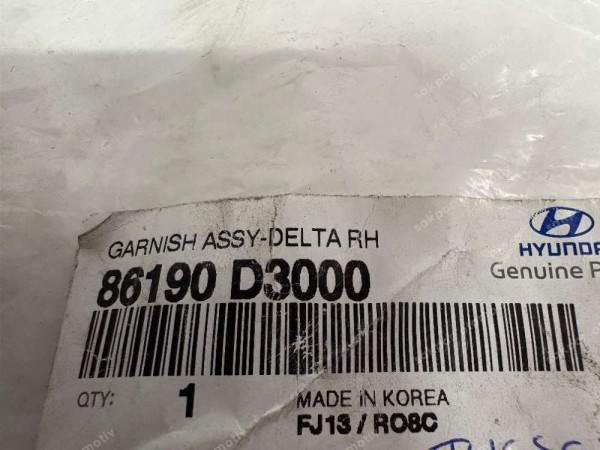 GARNISH ASSY-DELTA RH
86190 D3000
HYUNDAI
Genuine P
QTY: 1
MADE IN KOREA
FJ13 / RO8C